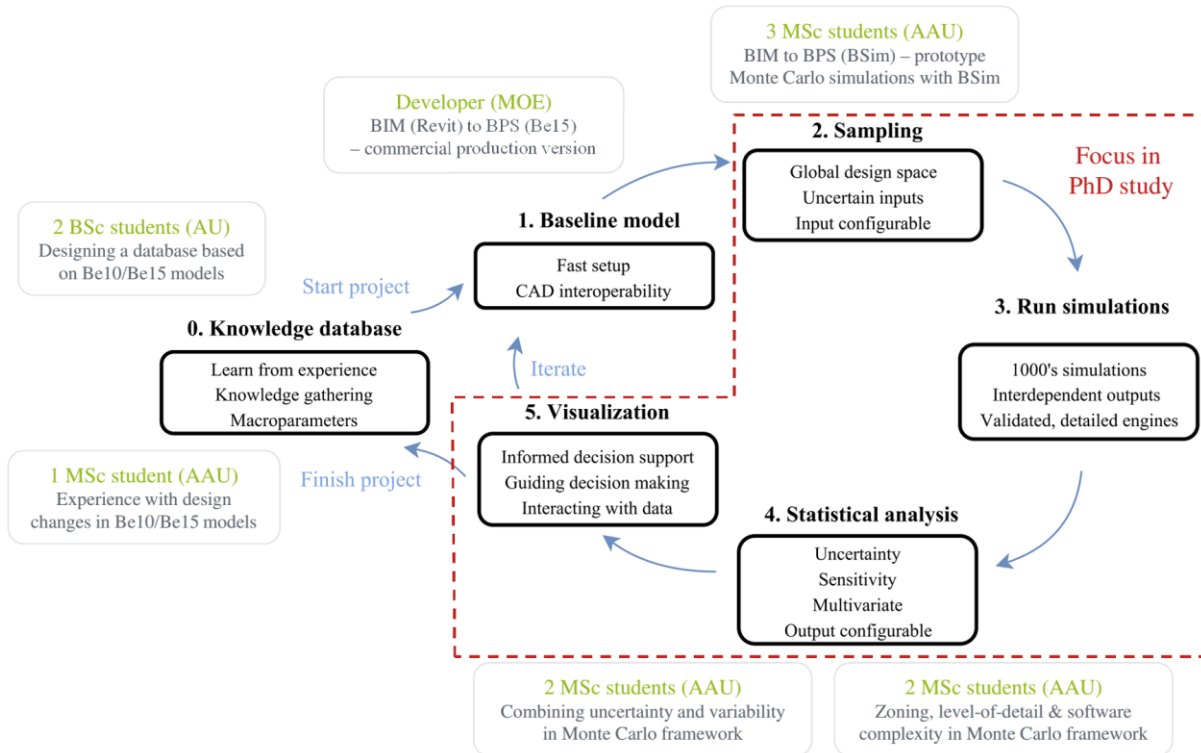 3 MSc students (AAU)
BIM to BPS (BSim) – prototype
Monte Carlo simulations with BSim
Developer (MOE)
BIM (Revit) to BPS (Be15)
– commercial production version
2. Sampling
Global design space
Uncertain inputs
Input configurable
Focus in
PhD study
2 BSc students (AU)
Designing a database based
on Be10/Be15 models
1. Baseline model
Fast setup
CAD interoperability
Start project
3. Run simulations
1000's simulations
Interdependent outputs
Validated, detailed engines
0. Knowledge database
Learn from experience
Knowledge gathering
Macroparameters
Iterate
5. Visualization
Informed decision support
Guiding decision making
Interacting with data
Finish project
1 MSc student (AAU)
Experience with design
changes in Be10/Be15 models
4. Statistical analysis
Uncertainty
Sensitivity
Multivariate
Output configurable
2 MSc students (AAU)
Combining uncertainty and variability
in Monte Carlo framework
2 MSc students (AAU)
Zoning, level-of-detail & software
complexity in Monte Carlo framework